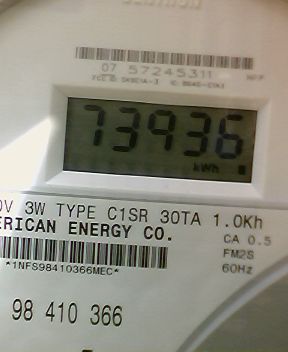 07 57245311
73936
kWh
0V 3W TYPE C1SR 30TA 1.0Kh
ERICAN ENERGY CO.
CA 0.5
FM2S
60Hz
*1NFS98410366MEC*
98 410 366